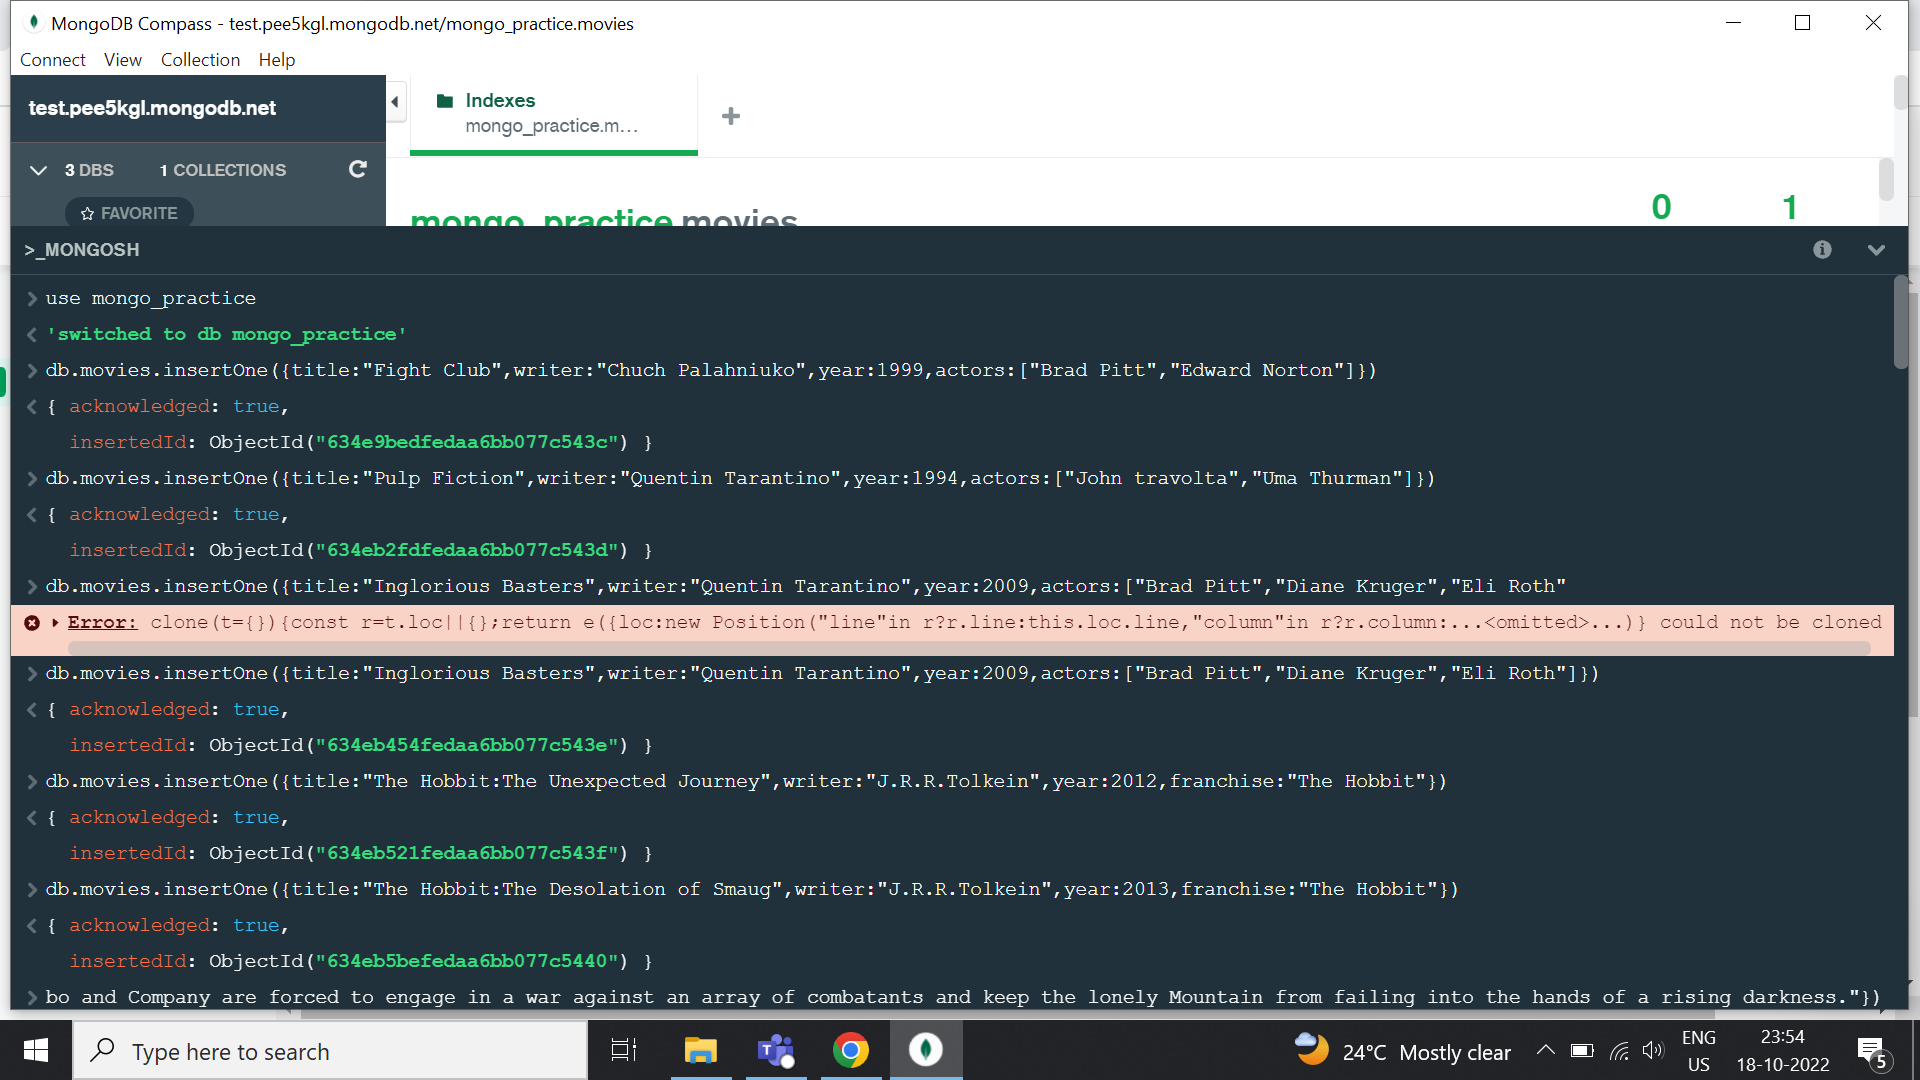 MongoDB Compass - test.pee5kgl.mongodb.net/mongo_practice.movies
Connect View Collection Help
test.pee5kgl.mongodb.net
Indexes
mongo_practice.m...
3 DBS 1 COLLECTIONS
FAVORITE
mongo_practice.movies
0 1
>_MONGOSH
use mongo_practice
'switched to db mongo_practice'
db.movies.insertOne({title:"Fight Club",writer:"Chuch Palahniuko",year:1999,actors:["Brad Pitt","Edward Norton"]})
{ acknowledged: true,
insertedId: ObjectId("634e9bedfedaa6bb077c543c") }
db.movies.insertOne({title:"Pulp Fiction",writer:"Quentin Tarantino",year:1994,actors:["John travolta","Uma Thurman"]})
{ acknowledged: true,
insertedId: ObjectId("634eb2fdfedaa6bb077c543d") }
db.movies.insertOne({title:"Inglorious Basters",writer:"Quentin Tarantino",year:2009,actors:["Brad Pitt","Diane Kruger","Eli Roth"
Error: clone(t={}){const r=t.loc||{};return e({loc:new Position("line"in r?r.line:this.loc.line,"column"in r?r.column:...<omitted>...)} could not be cloned
db.movies.insertOne({title:"Inglorious Basters",writer:"Quentin Tarantino",year:2009,actors:["Brad Pitt","Diane Kruger","Eli Roth"]})
{ acknowledged: true,
insertedId: ObjectId("634eb454fedaa6bb077c543e") }
db.movies.insertOne({title:"The Hobbit:The Unexpected Journey",writer:"J.R.R.Tolkein",year:2012,franchise:"The Hobbit"})
{ acknowledged: true,
insertedId: ObjectId("634eb521fedaa6bb077c543f") }
db.movies.insertOne({title:"The Hobbit:The Desolation of Smaug",writer:"J.R.R.Tolkein",year:2013,franchise:"The Hobbit"})
{ acknowledged: true,
insertedId: ObjectId("634eb5befedaa6bb077c5440") }
bo and Company are forced to engage in a war against an array of combatants and keep the lonely Mountain from failing into the hands of a rising darkness."})
Type here to search
24°C Mostly clear
ENG
US
23:54
18-10-2022
5